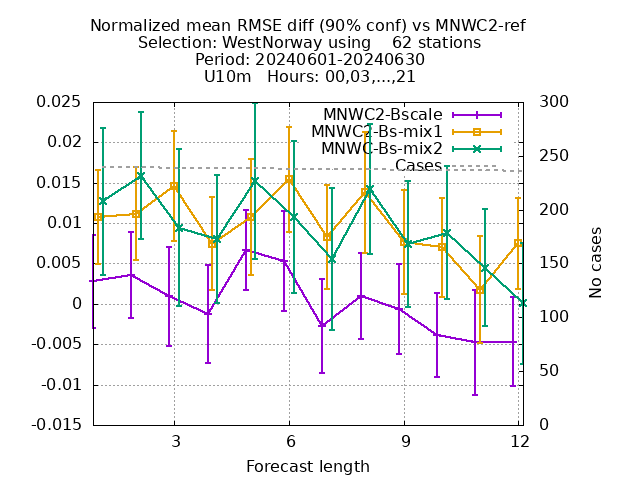 Normalized mean RMSE diff (90% conf) vs MNWC2-ref
Selection: WestNorway using    62 stations
Period: 20240601-20240630
U10m   Hours: 00,03,...,21
MNWC2-Bscale
MNWC2-Bs-mix1
MNWC-Bs-mix2
Cases
0.025
0.02
0.015
0.01
0.005
0
-0.005
-0.01
-0.015
300
250
200
150
100
50
0
No cases
3
6
9
12
Forecast length